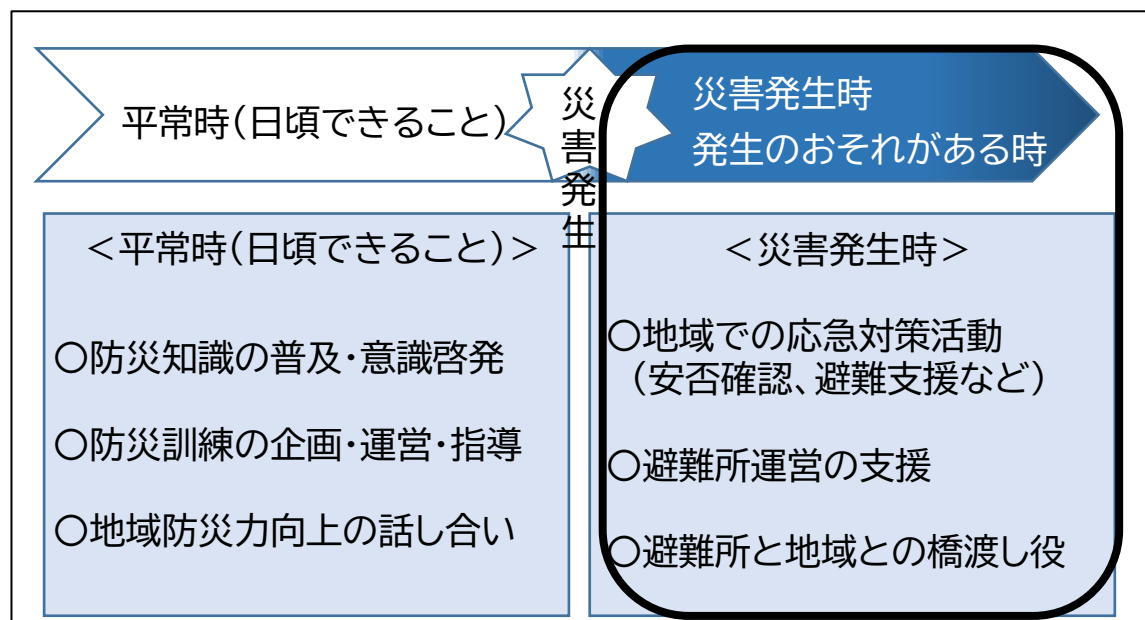 平常時(日頃できること)
災害発生
災害発生時
発生のおそれがある時
＜平常時(日頃できること)＞
〇防災知識の普及・意識啓発
〇防災訓練の企画・運営・指導
〇地域防災力向上の話し合い
＜災害発生時＞
〇地域での応急対策活動
（安否確認、避難支援など）
〇避難所運営の支援
〇避難所と地域との橋渡し役